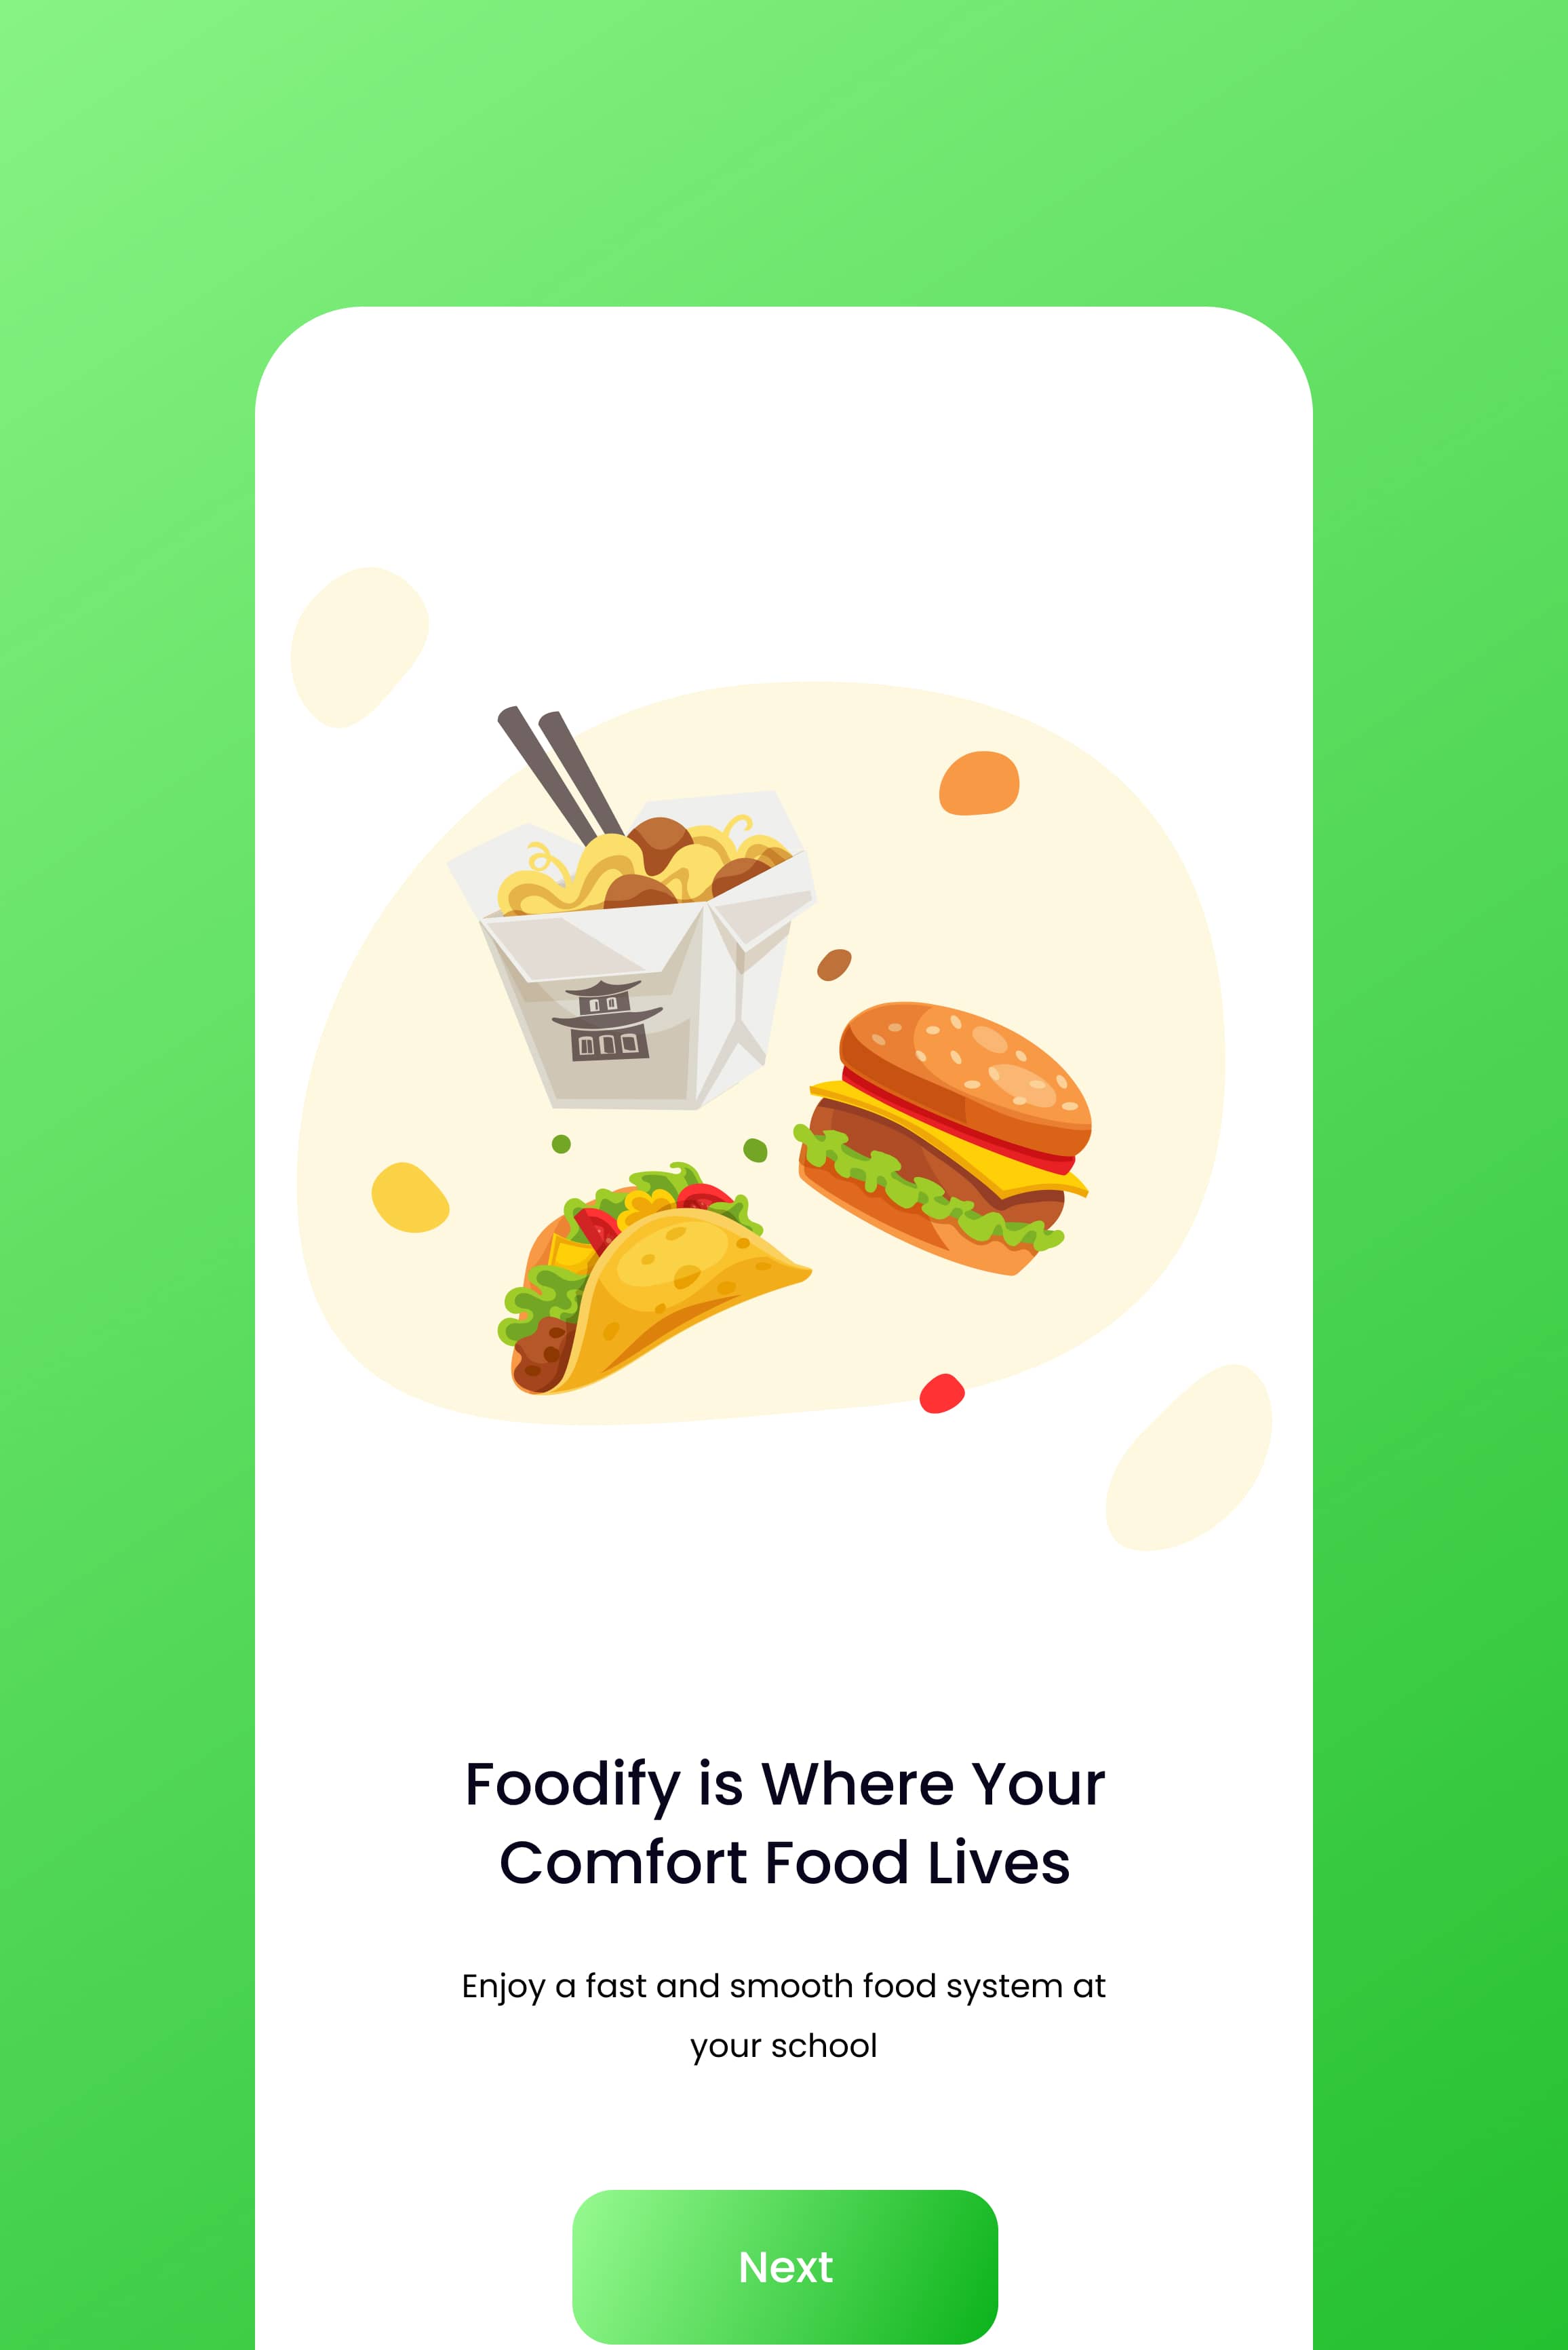 Foodify is Where Your
Comfort Food Lives
Enjoy a fast and smooth food system at
your school
Next